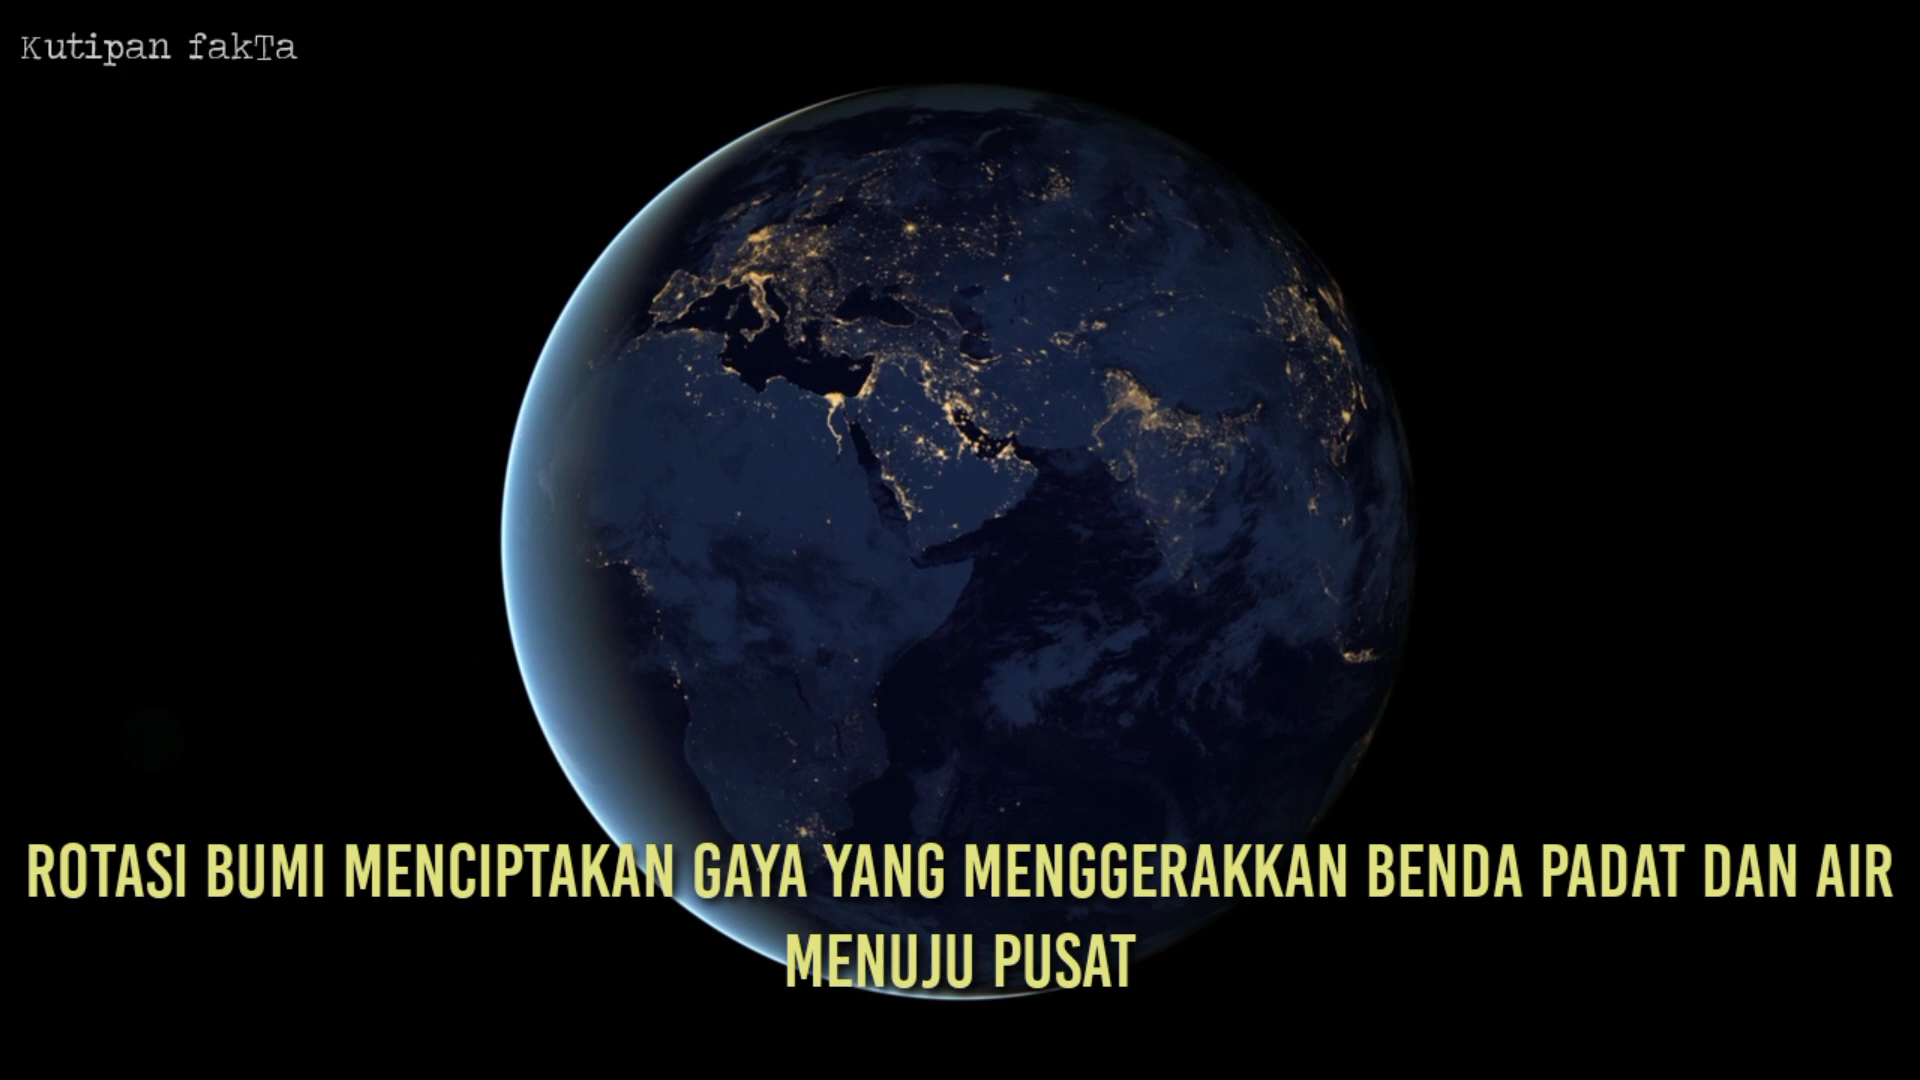 Kutipan fakTa
ROTASI BUMI MENCIPTAKAN GAYA YANG MENGGERAKKAN BENDA PADAT DAN AIR
MENUJU PUSAT